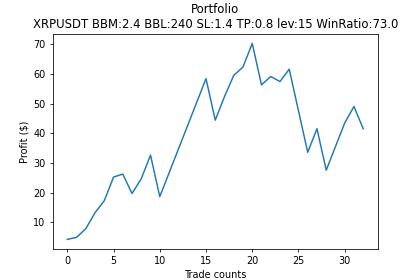 Portfolio
XRPUSDT BBM:2.4 BBL:240 SL:1.4 TP:0.8 lev:15 WinRatio:73.0
70
60
50
40
30
20
10
Profit ($)
0 5 10 15 20 25 30
Trade counts